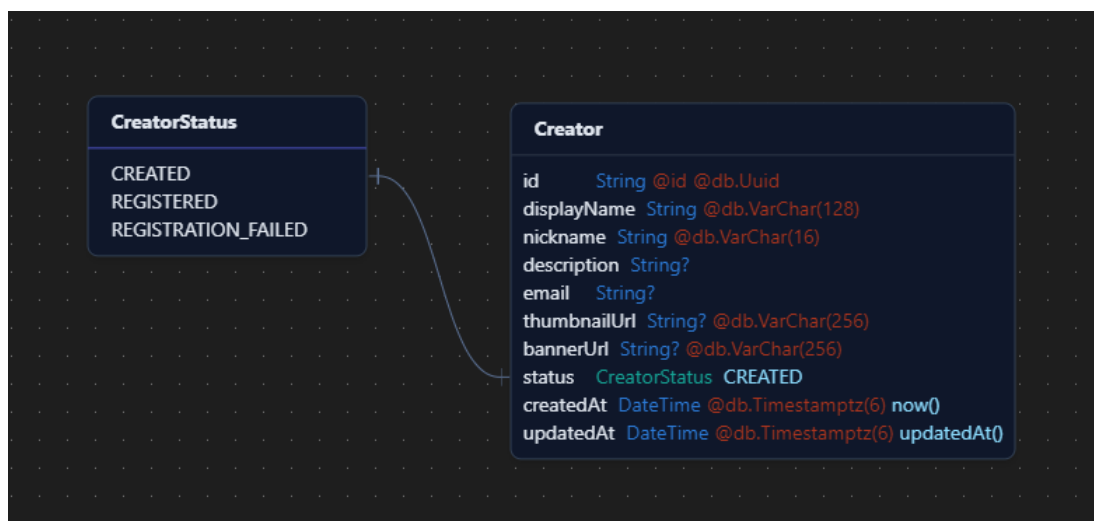 CreatorStatus
CREATED
REGISTERED
REGISTRATION_FAILED
Creator
id String @id @db.Uuid
displayName String @db.VarChar(128)
nickname String @db.VarChar(16)
description String?
email String?
thumbnailUrl String? @db.VarChar(256)
bannerUrl String? @db.VarChar(256)
status CreatorStatus CREATED
createdAt DateTime @db.Timestamptz(6) now()
updatedAt DateTime @db.Timestamptz(6) updatedAt()